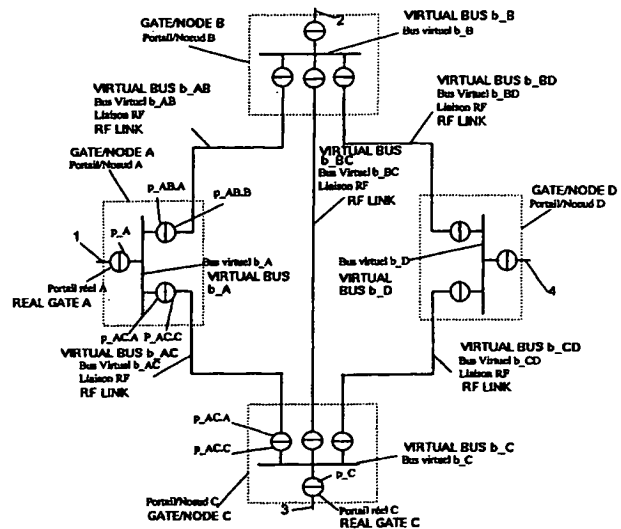 GATE/NODE B
Portail/Noeud B
2
VIRTUAL BUS b_B
Bus virtuel b_B
VIRTUAL BUS b_AB
Bus Virtuel b_AB
Liaison RF
RF LINK
VIRTUAL BUS b_BD
Bus Virtuel b_BD
Liaison RF
RF LINK
VIRTUAL BUS
b_BC
Bus Virtuel b_BC
Liaison RF
RF LINK
GATE/NODE A
Portail/Noeud A
p_AB.A
p_AB.B
1
p_A
Portail réel A
REAL GATE A
Bus virtuel b_A
VIRTUAL BUS
b_A
p_AC.A
P_AC.C
GATE/NODE D
Portail/Noeud D
Bus virtuel b_D
VIRTUAL
BUS b_D
4
VIRTUAL BUS b_AC
Bus Virtuel b_AC
Liaison RF
RF LINK
VIRTUAL BUS b_CD
Bus Virtuel b_CD
Liaison RF
RF LINK
p_AC.A
p_AC.C
VIRTUAL BUS b_C
Bus virtuel b_C
p_C
Portail/Noeud C
GATE/NODE C
3
Portail réel C
REAL GATE C